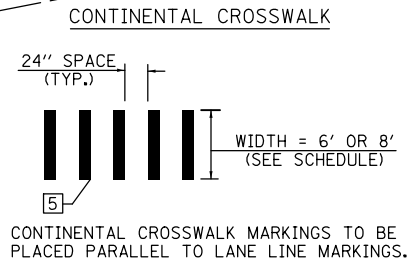 CONTINENTAL CROSSWALK
24" SPACE
(TYP.)
WIDTH = 6' OR 8'
(SEE SCHEDULE)
5
CONTINENTAL CROSSWALK MARKINGS TO BE
PLACED PARALLEL TO LANE LINE MARKINGS.